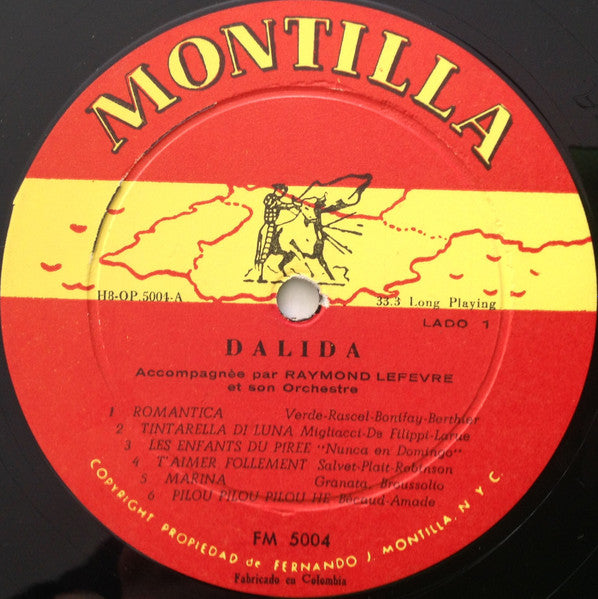 MONTILLA
H8-OP 5004-A
33.3 Long Playing
LADO 1
DALIDA
Accompagnèe par RAYMOND LEFEVRE
et son Orchestre
1 ROMANTICA Verde-Rascel-Bonifay-Berthier
2 TINTARELLA DI LUNA Migliacci-De Filippi-Larue
3 LES ENFANTS DU PIREE "Nunca en Domingo"
4 T'AIMER FOLLEMENT Salvet-Plait-Robinson
5 MARINA Granata, Broussollo
6 PILOU PILOU PILOU HE Bècaud-Amade
COPYRIGHT PROPIEDAD de FERNANDO J. MONTILLA, N Y C.
FM 5004
Fabricado en Colombia